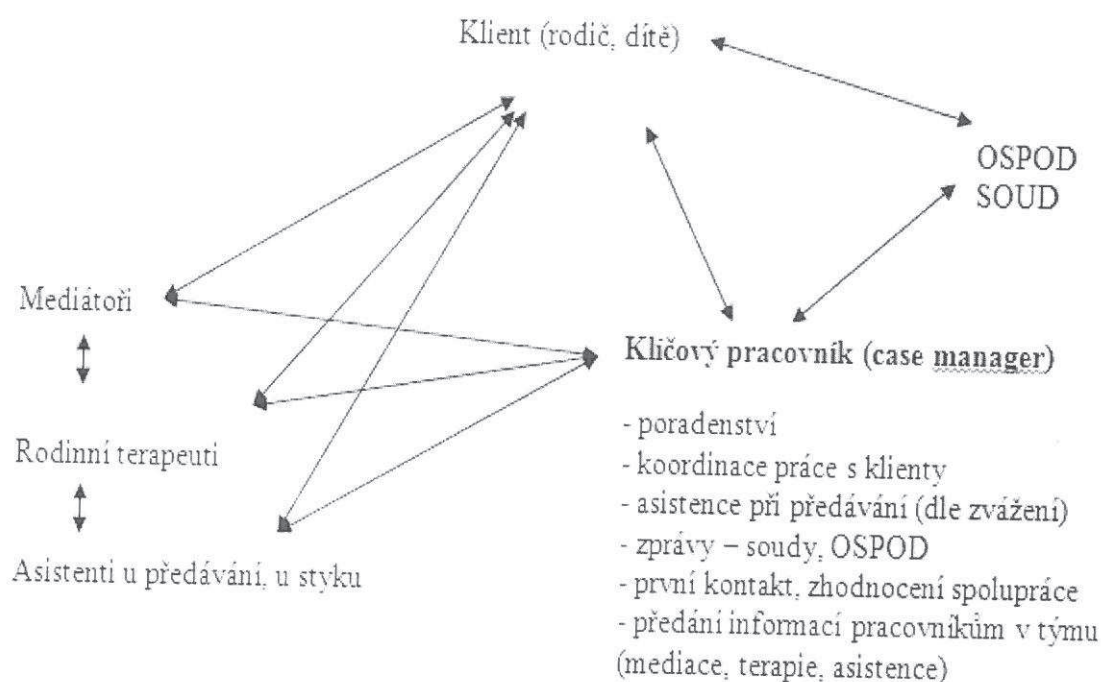 Klient (rodič, dítě)
OSPOD
SOUD
Mediátoři
Klíčový pracovník (case manager)
- poradenství
- koordinace práce s klienty
- asistence při předávání (dle zvážení)
- zprávy – soudy, OSPOD
- první kontakt, zhodnocení spolupráce
- předání informací pracovníkům v týmu
(mediace, terapie, asistence)
Rodinní terapeuti
Asistenti u předávání, u styku